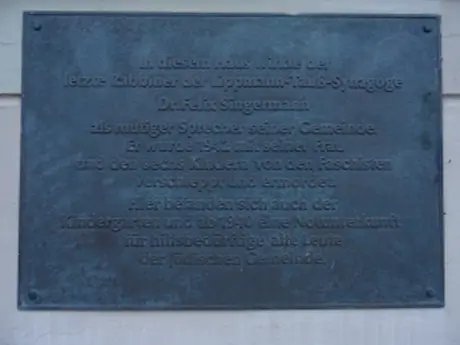 In diesem Haus wirkte der
letzte Rabbiner der Lippmann-Tauß-Synagoge
Dr. Felix Singermann
als mutiger Sprecher seiner Gemeinde.
Er wurde 1942 mit seiner Frau
und den sechs Kindern von den Faschisten
verschleppt und ermordet.
Hier befanden sich auch der
Kindergarten und ab 1940 eine Notunterkunft
für hilfsbedürftige alte Leute
der Jüdischen Gemeinde.